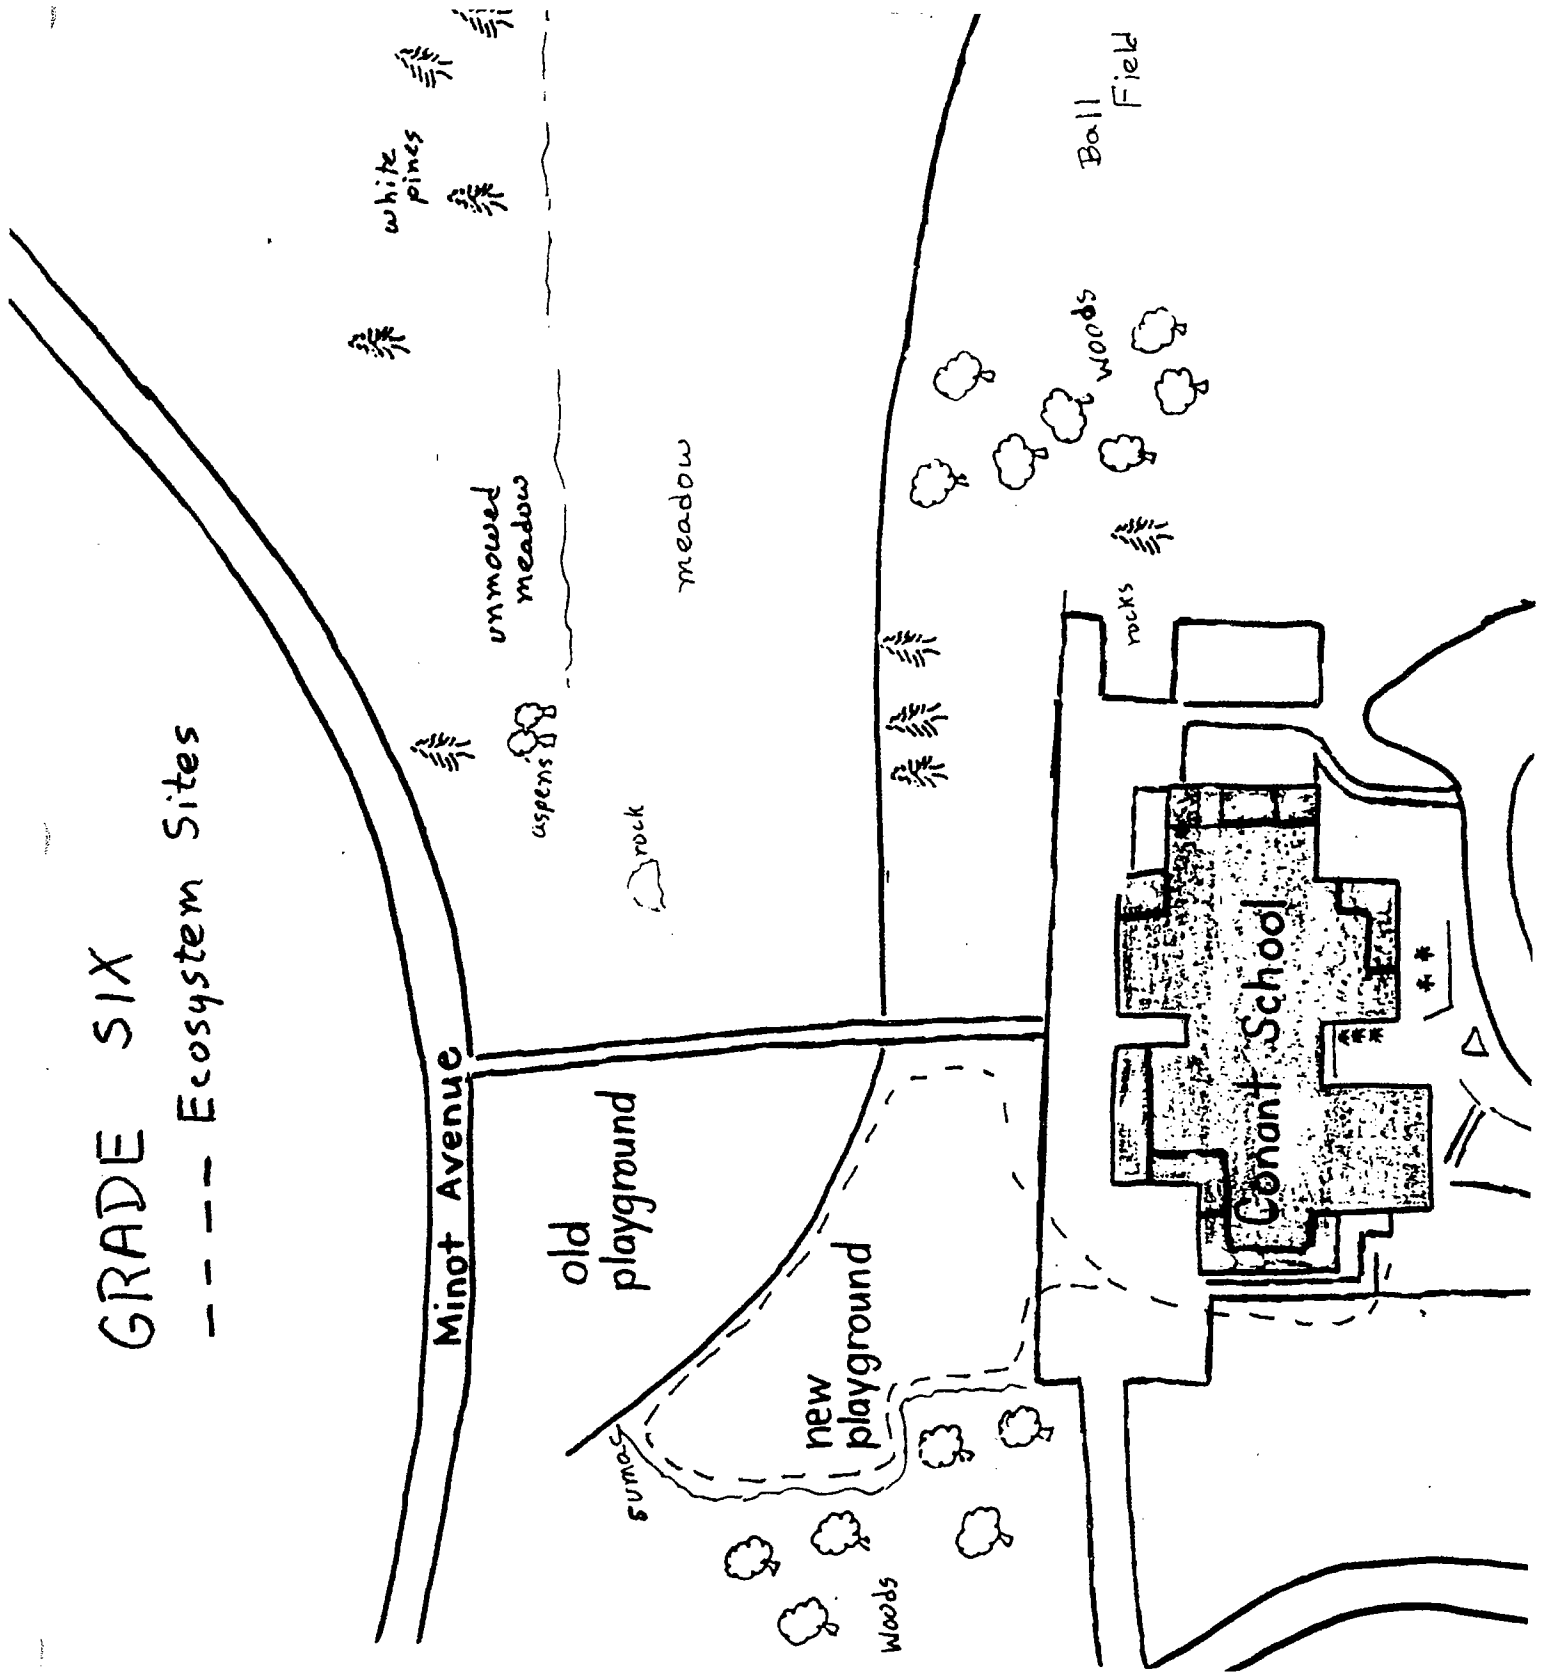 GRADE SIX
---- Ecosystem Sites
Minot Avenue
white
pines
unmowed
meadow
aspens
rock
meadow
old
playground
sumac
new
playground
woods
Ball
Field
woods
rocks
Conant School